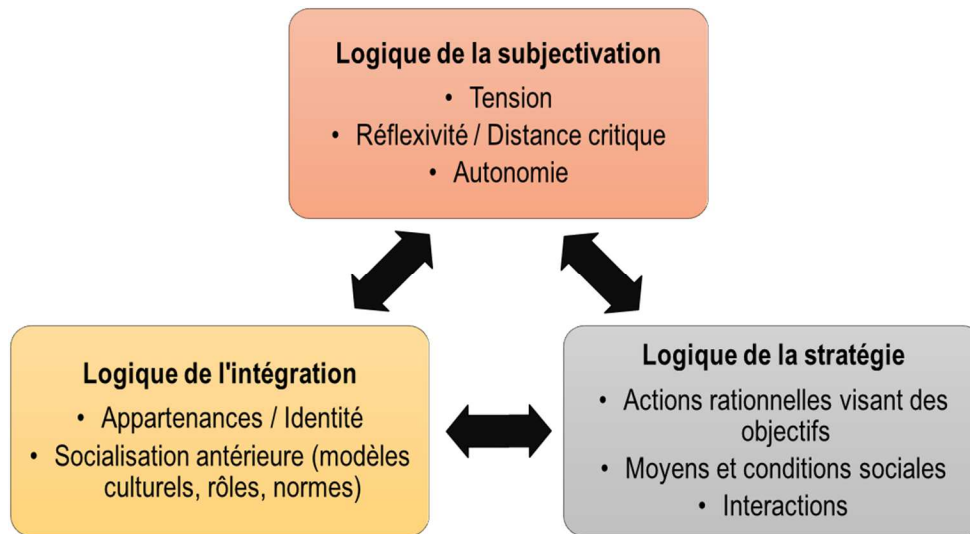 Logique de la subjectivation
• Tension
• Réflexivité / Distance critique
• Autonomie
Logique de l'intégration
• Appartenances / Identité
• Socialisation antérieure (modèles
culturels, rôles, normes)
Logique de la stratégie
• Actions rationnelles visant des
objectifs
• Moyens et conditions sociales
• Interactions